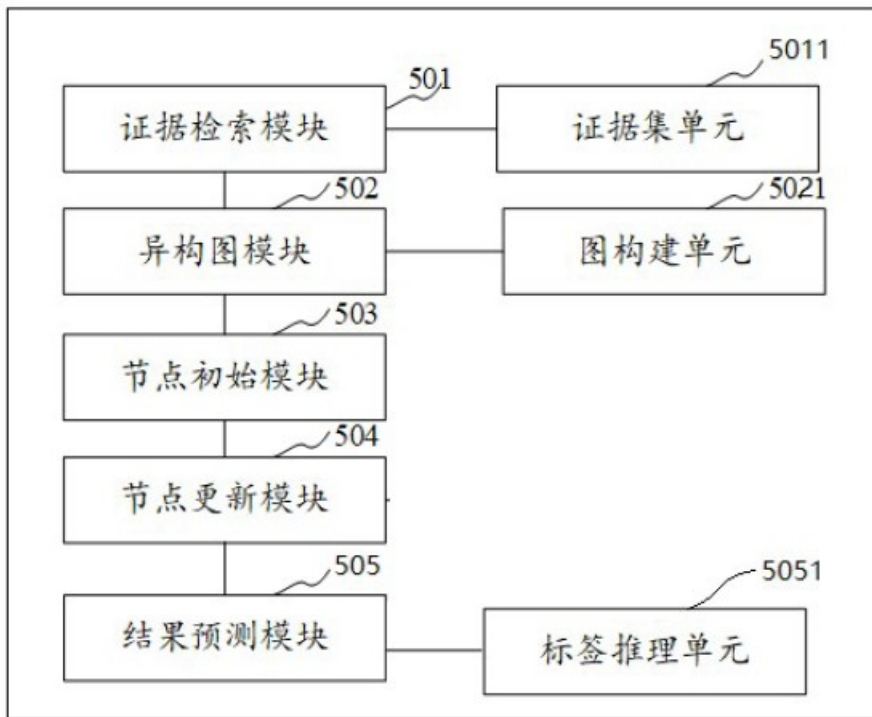 501
5011
证据检索模块
证据集单元
502
5021
异构图模块
图构建单元
503
节点初始模块
504
节点更新模块
505
5051
结果预测模块
标签推理单元